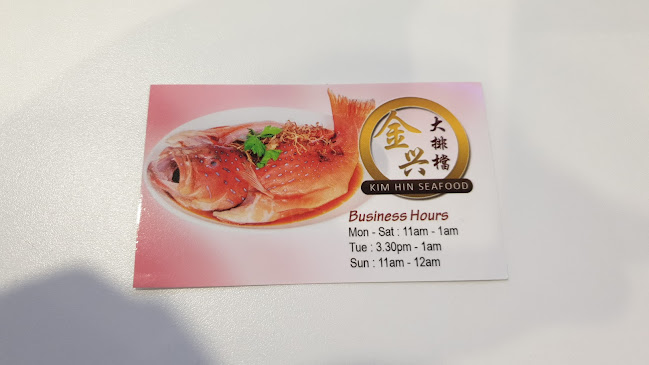 金兴
大排檔
KIM HIN SEAFOOD
Business Hours
Mon - Sat : 11am - 1am
Tue : 3.30pm - 1am
Sun : 11am - 12am